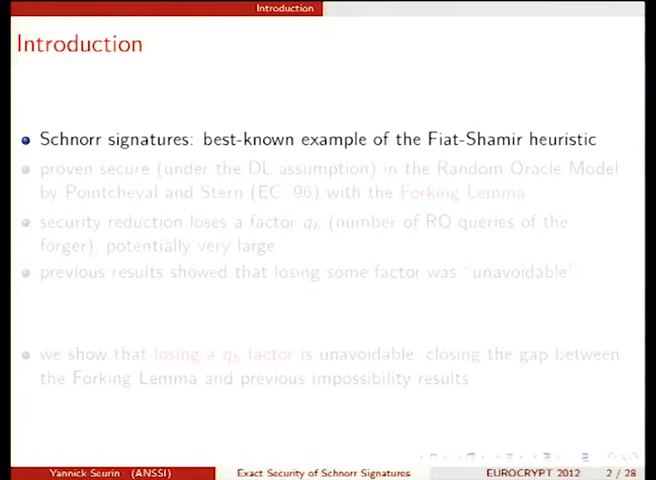 Introduction
Introduction
Schnorr signatures: best-known example of the Fiat-Shamir heuristic
proven secure (under the DL assumption) in the Random Oracle Model
by Pointcheval and Stern (EC '96) with the Forking Lemma
security reduction loses a factor qh (number of RO queries of the
forger), potentially very large
previous results showed that losing some factor was "unavoidable"
we show that losing a qh factor is unavoidable, closing the gap between
the Forking Lemma and previous impossibility results
Yannick Seurin (ANSSI) Exact Security of Schnorr Signatures EUROCRYPT 2012 2 / 28